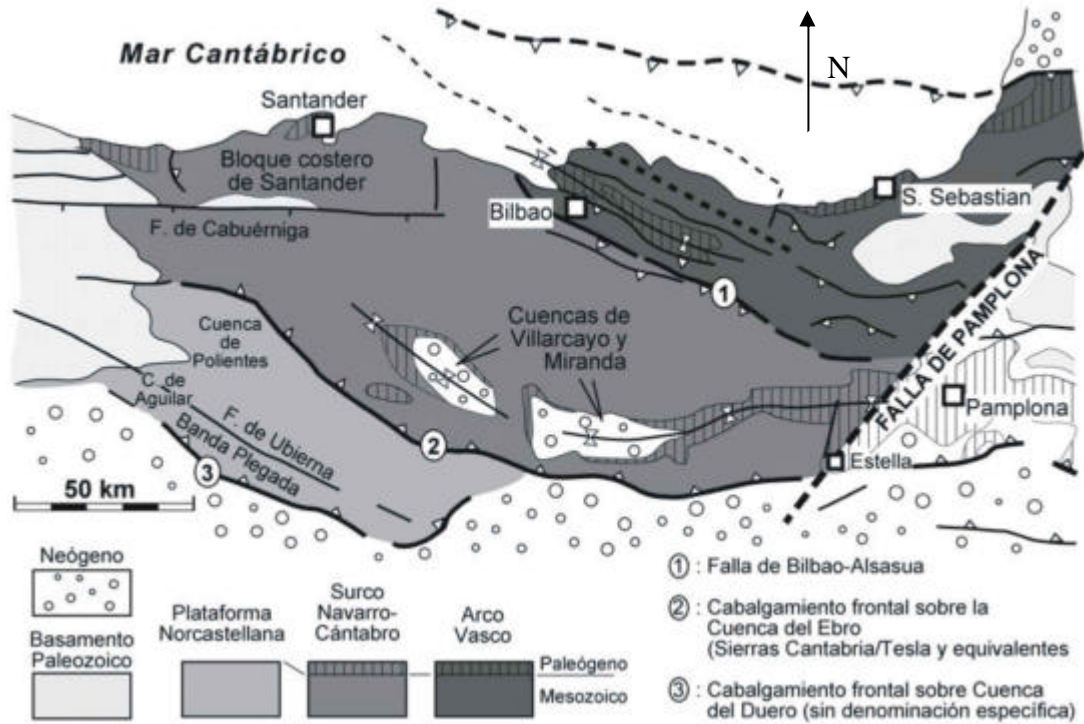 Mar Cantábrico
N
Santander
Bloque costero
de Santander
S. Sebastian
Bilbao
F. de Cabuérniga
1
FALLA DE PAMPLONA
Cuencas de
Villarcayo y
Miranda
Cuenca
de
Polientes
C. de
Aguilar
F. de Ubierna
Banda Plegada
Pamplona
2
3
Estella
50 km
Neógeno
Basamento
Paleozoico
Plataforma
Norcastellana
Surco
Navarro-
Cántabro
Arco
Vasco
Paleógeno
Mesozoico
1 : Falla de Bilbao-Alsasua
2 : Cabalgamiento frontal sobre la
Cuenca del Ebro
(Sierras Cantabria/Tesla y equivalentes
3 : Cabalgamiento frontal sobre Cuenca
del Duero (sin denominación específica)